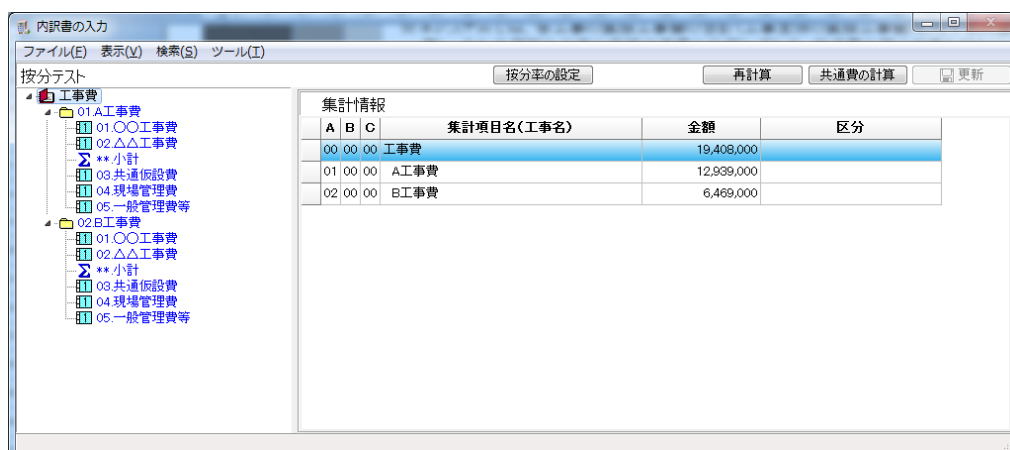 内訳書の入力
ファイル(F) 表示(V) 検索(S) ツール(T)
按分テスト 按分率の設定 再計算 共通費の計算 更新
工事費
01.A工事費
01.〇〇工事費
02.△△工事費
**.小計
03.共通仮設費
04.現場管理費
05.一般管理費等
02.B工事費
01.〇〇工事費
02.△△工事費
**.小計
03.共通仮設費
04.現場管理費
05.一般管理費等
集計情報
A B C 集計項目名(工事名) 金額 区分
00 00 00 工事費 19,408,000
01 00 00 A工事費 12,939,000
02 00 00 B工事費 6,469,000